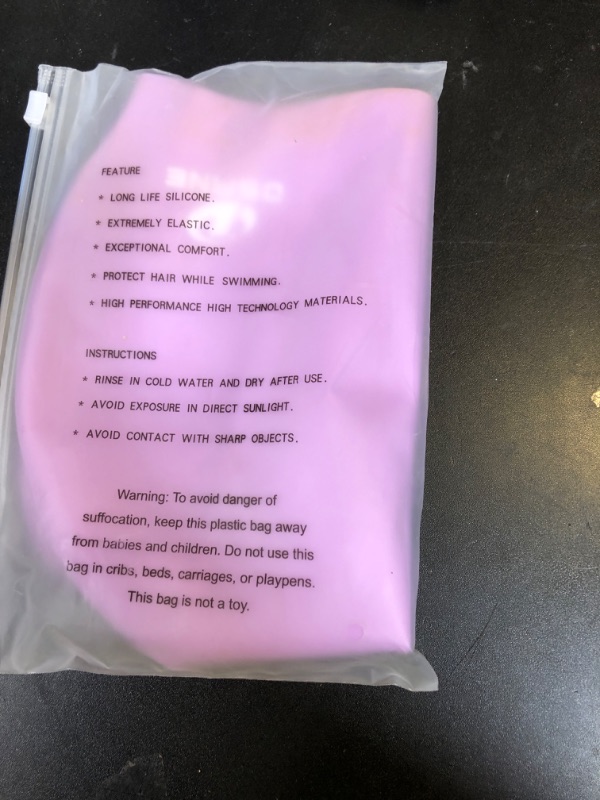 FEATURE
* LONG LIFE SILICONE.
* EXTREMELY ELASTIC.
* EXCEPTIONAL COMFORT.
* PROTECT HAIR WHILE SWIMMING.
* HIGH PERFORMANCE HIGH TECHNOLOGY MATERIALS.
INSTRUCTIONS
* RINSE IN COLD WATER AND DRY AFTER USE.
* AVOID EXPOSURE IN DIRECT SUNLIGHT.
* AVOID CONTACT WITH SHARP OBJECTS.
Warning: To avoid danger of
suffocation, keep this plastic bag away
from babies and children. Do not use this
bag in cribs, beds, carriages, or playpens.
This bag is not a toy.